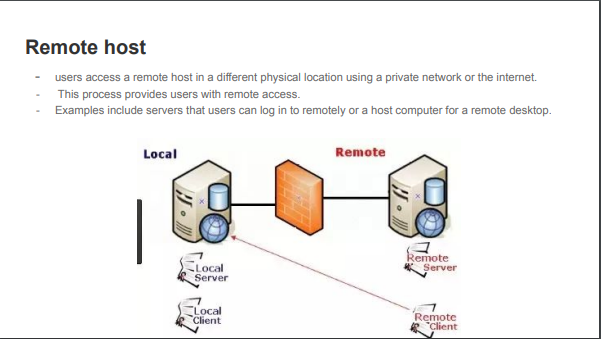 Remote host
- users access a remote host in a different physical location using a private network or the internet.
- This process provides users with remote access.
- Examples include servers that users can log in to remotely or a host computer for a remote desktop.
Local Remote
Local
Server
Remote
Server
Local
Client
Remote
Client